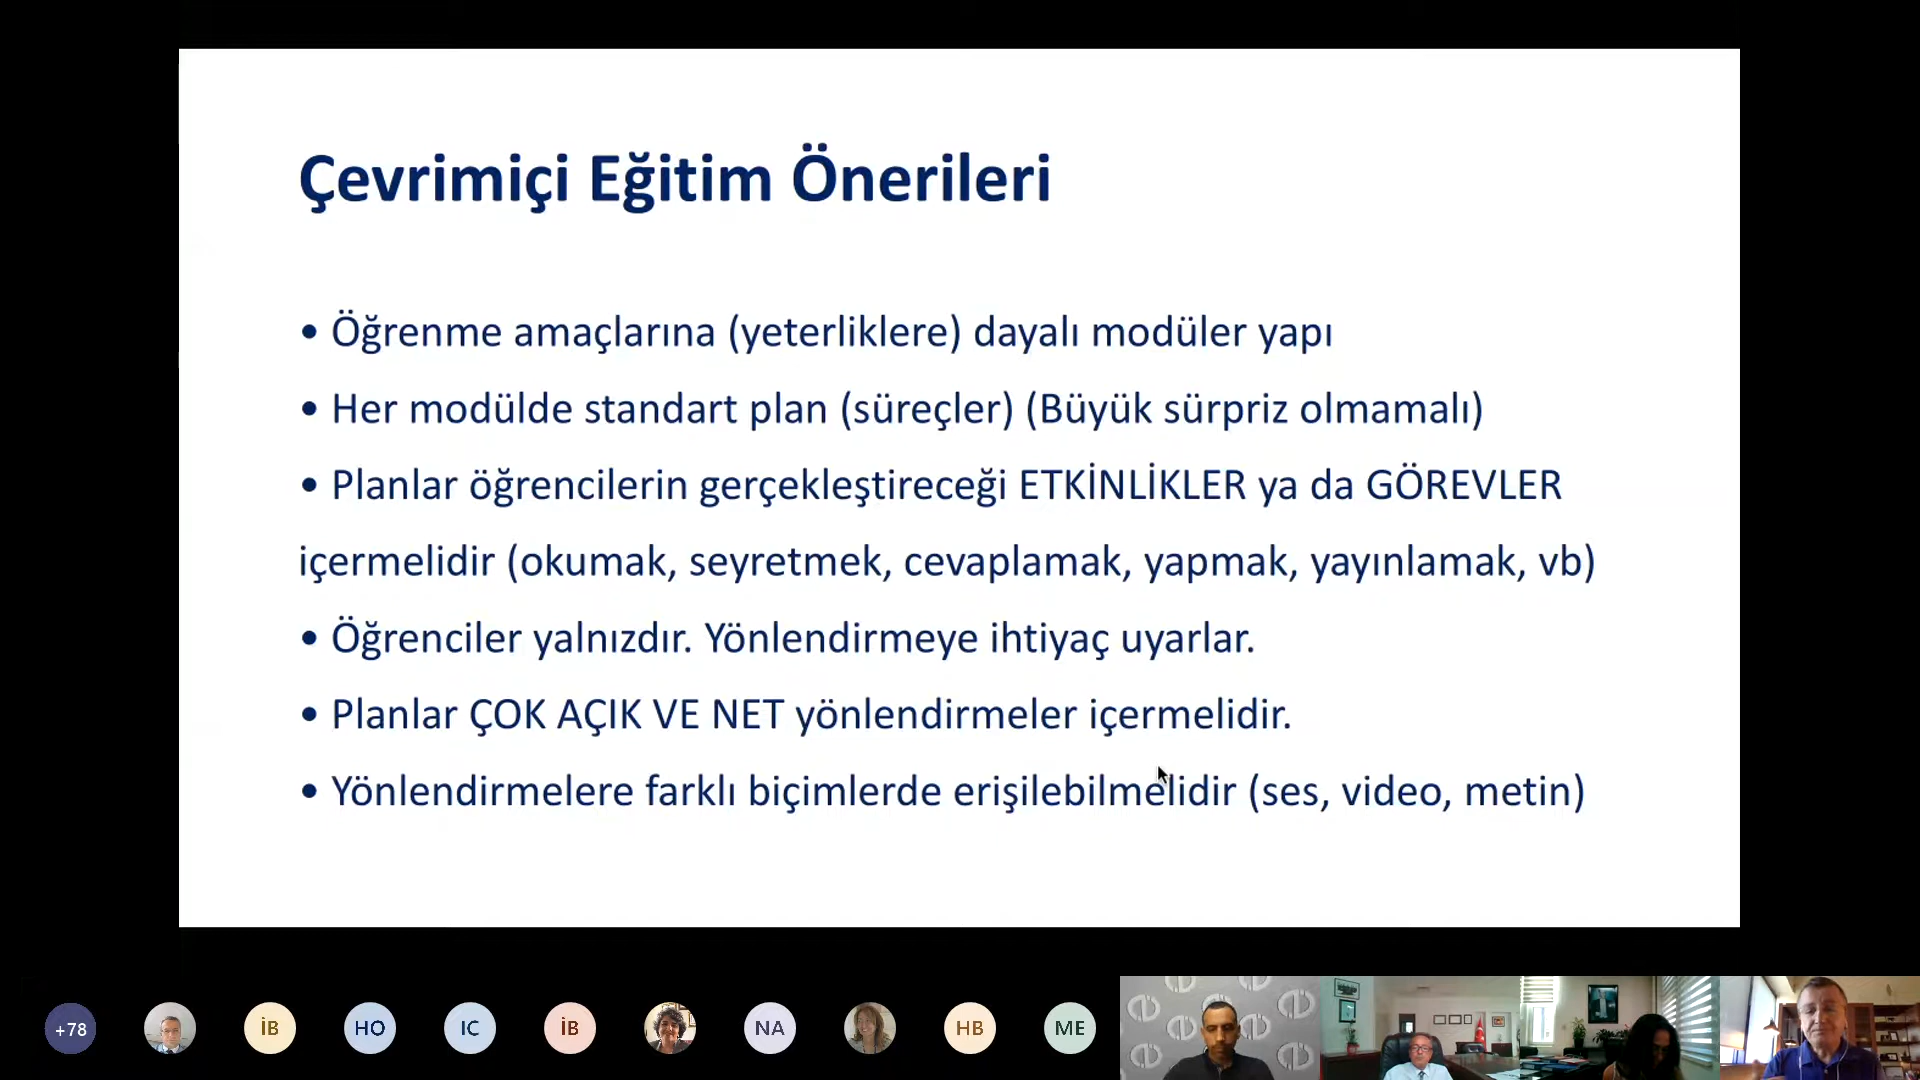 Çevrimiçi Eğitim Önerileri
• Öğrenme amaçlarına (yeterliklere) dayalı modüler yapı
• Her modülde standart plan (süreçler) (Büyük sürpriz olmamalı)
• Planlar öğrencilerin gerçekleştireceği ETKİNLİKLER ya da GÖREVLER
içermelidir (okumak, seyretmek, cevaplamak, yapmak, yayınlamak, vb)
• Öğrenciler yalnızdır. Yönlendirmeye ihtiyaç uyarlar.
• Planlar ÇOK AÇIK VE NET yönlendirmeler içermelidir.
• Yönlendirmelere farklı biçimlerde erişilebilmelidir (ses, video, metin)
+78 İB HO IC İB NA HB ME